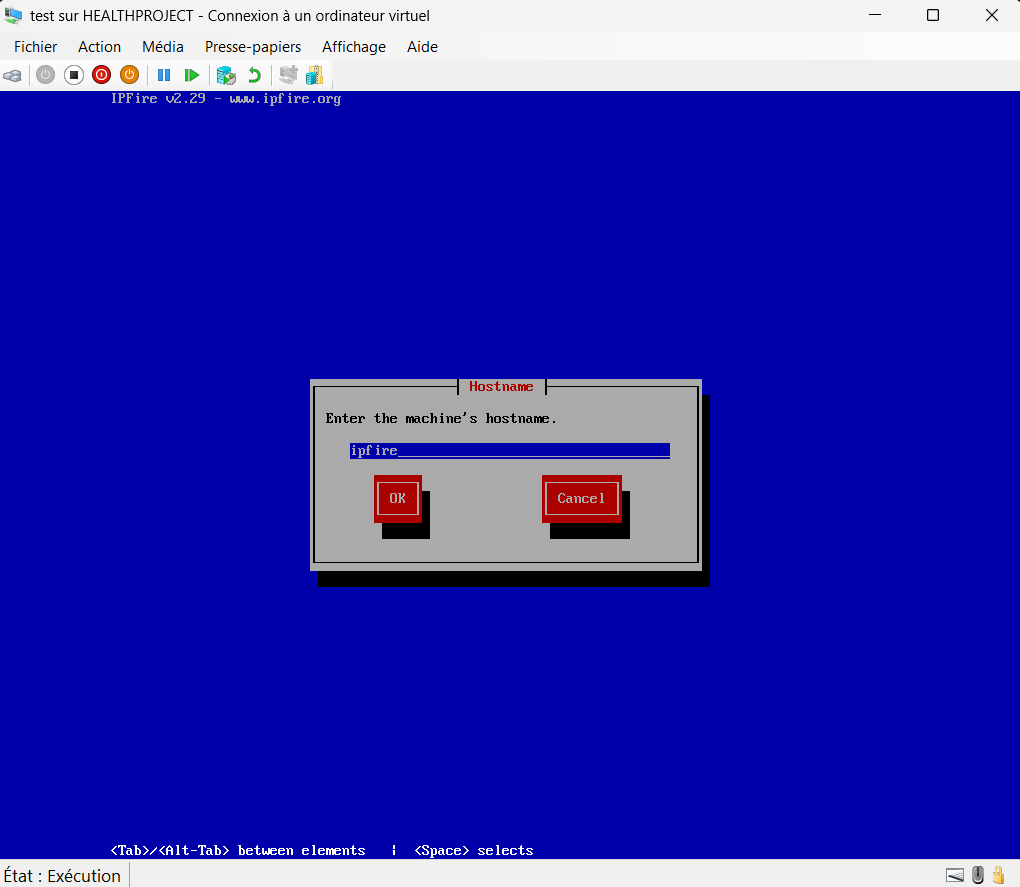 test sur HEALTHPROJECT - Connexion à un ordinateur virtuel
Fichier Action Média Presse-papiers Affichage Aide
IPFire v2.29 - www.ipfire.org
Hostname
Enter the machine's hostname.
ipfire
OK Cancel
<Tab>/<Alt-Tab> between elements | <Space> selects
État : Exécution